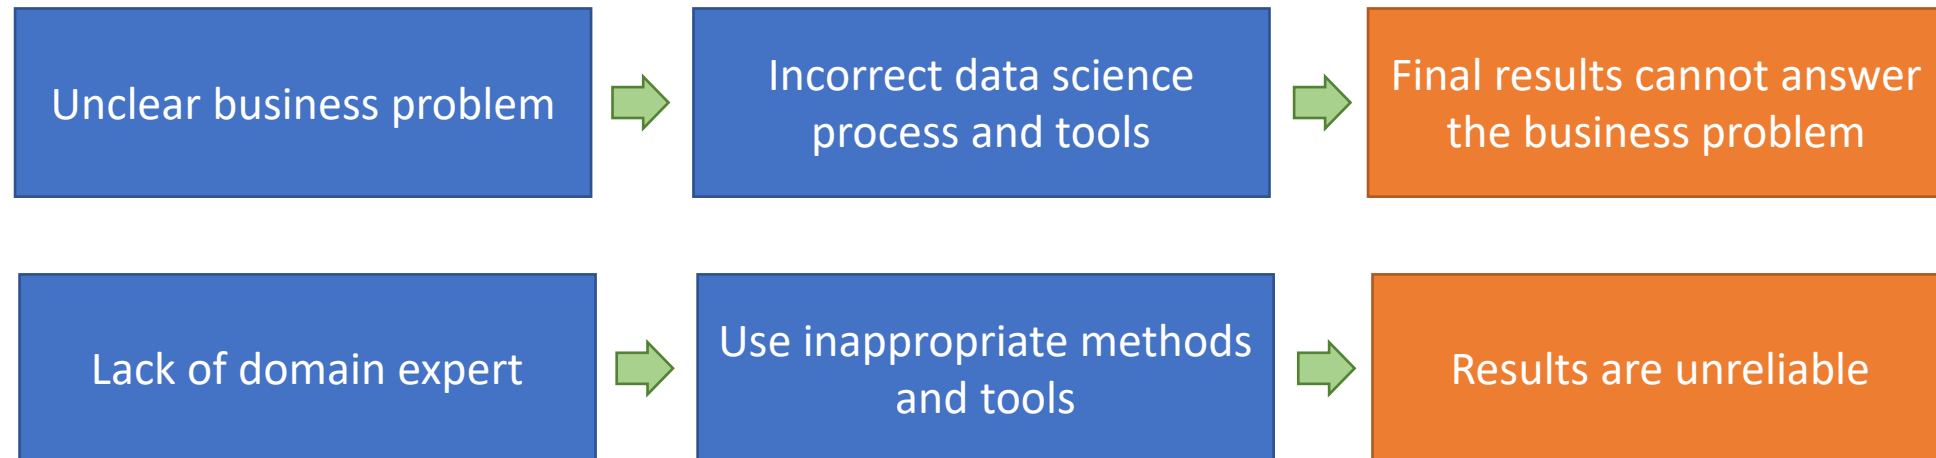 Unclear business problem
Incorrect data science
process and tools
Final results cannot answer
the business problem
Lack of domain expert
Use inappropriate methods
and tools
Results are unreliable